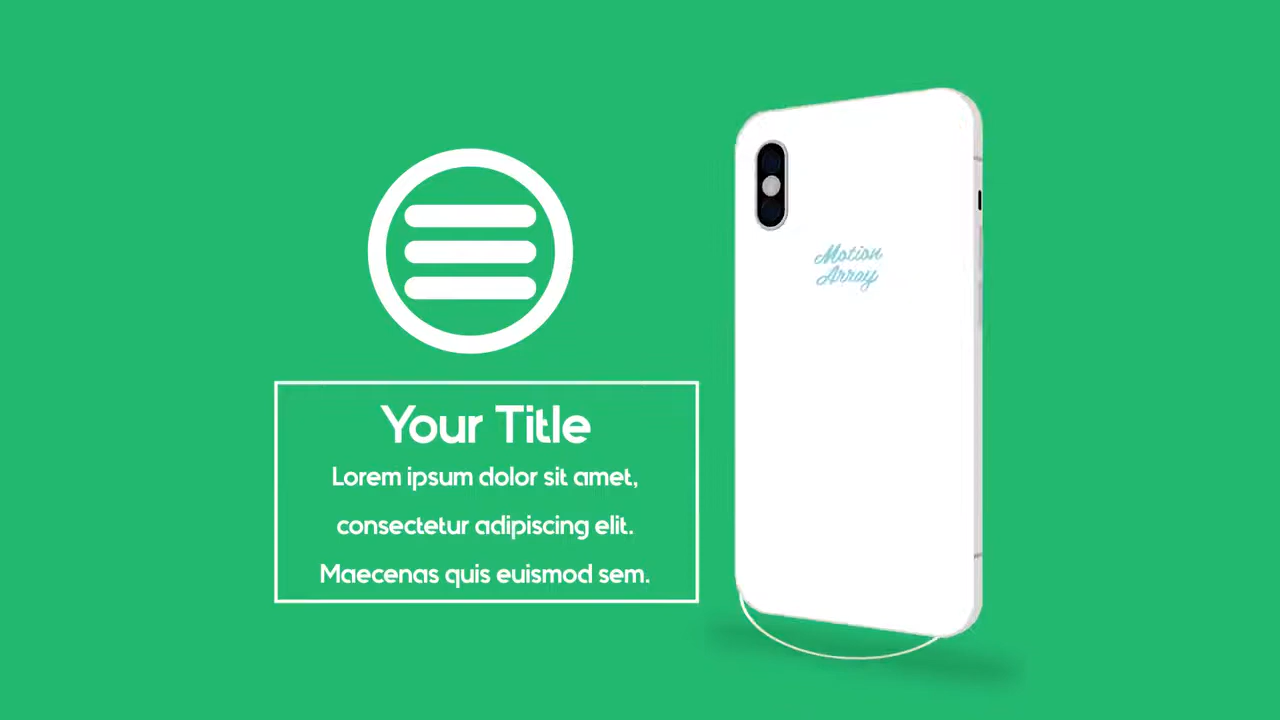 Your Title
Lorem ipsum dolor sit amet,
consectetur adipiscing elit.
Maecenas quis euismod sem.
Motion
Array